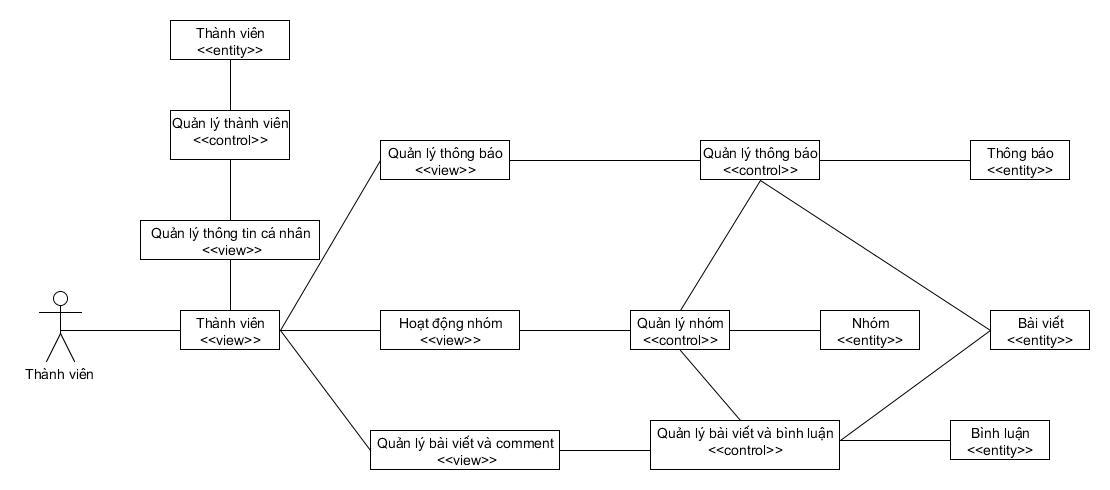 Thành viên
<<entity>>
Quản lý thành viên
<<control>>
Quản lý thông báo
<<view>>
Quản lý thông báo
<<control>>
Thông báo
<<entity>>
Quản lý thông tin cá nhân
<<view>>
Thành viên
Thành viên
<<view>>
Hoạt động nhóm
<<view>>
Quản lý nhóm
<<control>>
Nhóm
<<entity>>
Bài viết
<<entity>>
Quản lý bài viết và comment
<<view>>
Quản lý bài viết và bình luận
<<control>>
Bình luận
<<entity>>